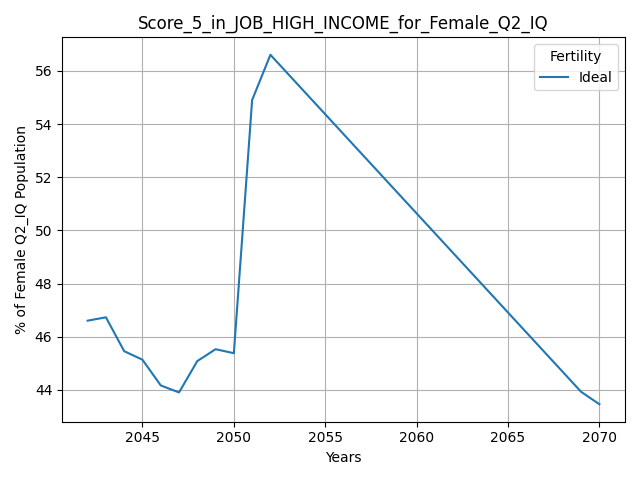 Score_5_in_JOB_HIGH_INCOME_for_Female_Q2_IQ
Fertility
Ideal
% of Female Q2_IQ Population
56
54
52
50
48
46
44
2045
2050
2055
2060
2065
2070
Years